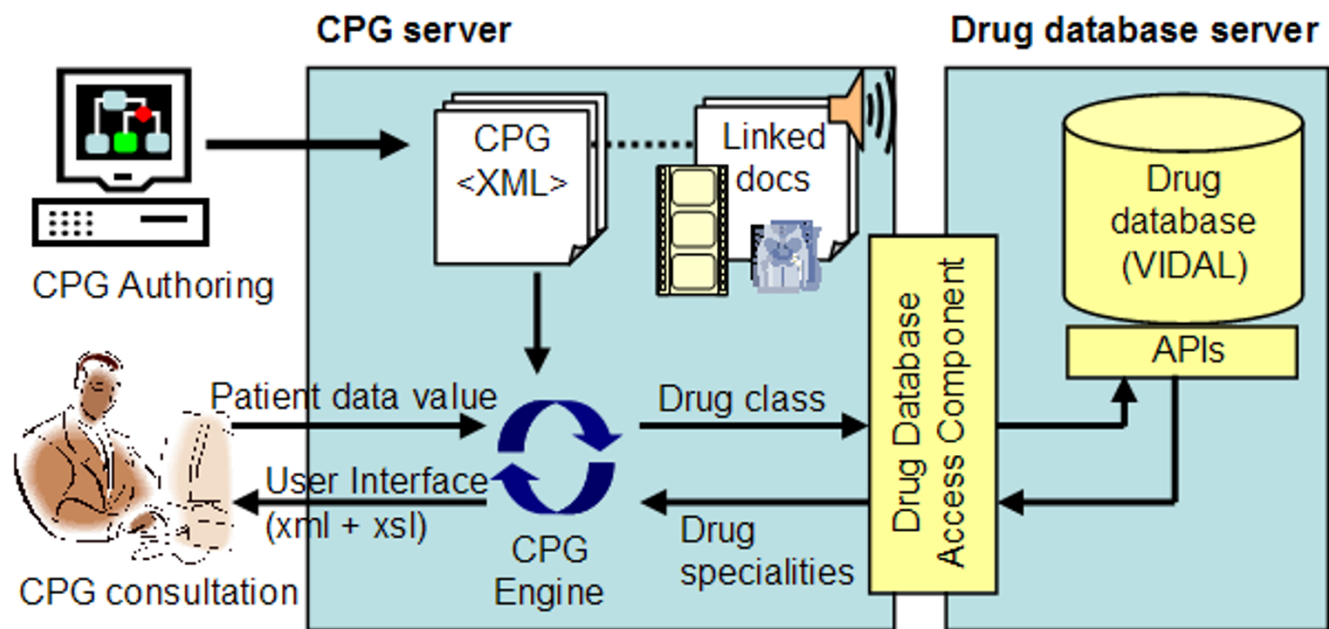 CPG server
Drug database server
CPG
<XML>
Linked
docs
Drug
database
(VIDAL)
APIs
CPG Authoring
Drug Database
Access Component
Patient data value
Drug class
User Interface
(xml + xsl)
CPG
Engine
Drug
specialities
CPG consultation